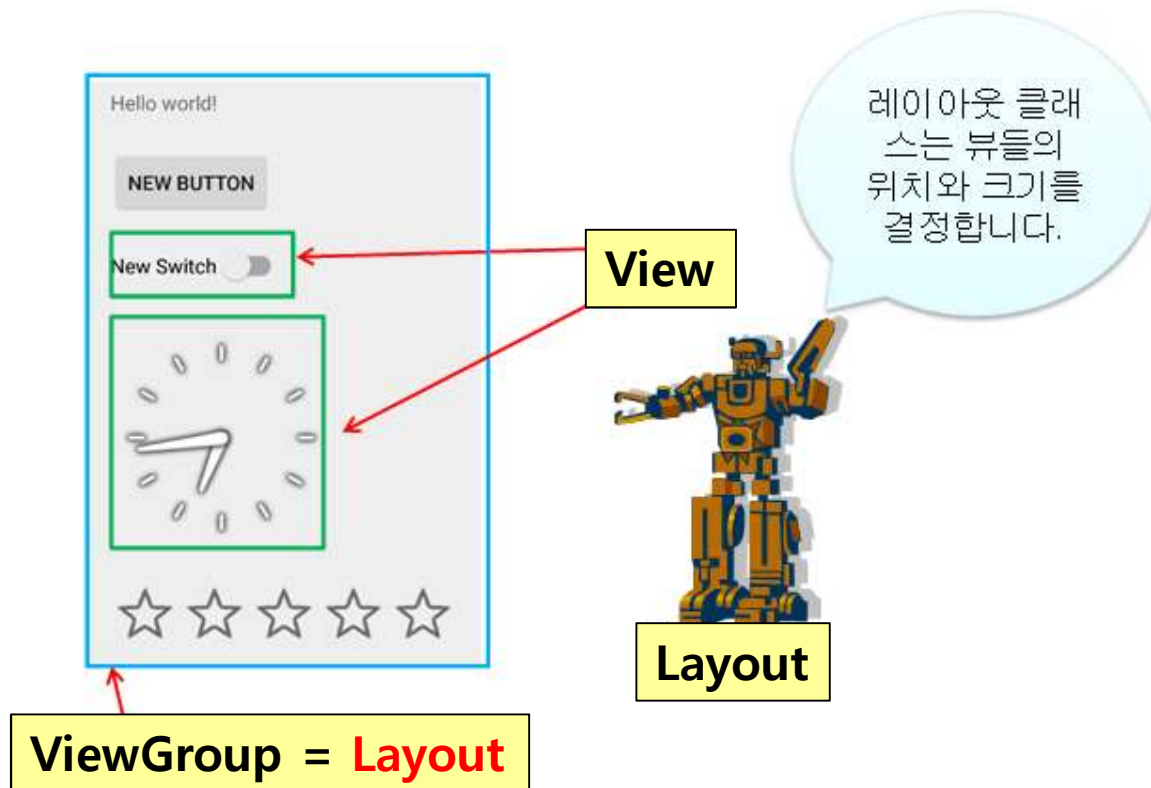 Hello world!
NEW BUTTON
New Switch
View
레이아웃 클래
스는 뷰들의
위치와 크기를
결정합니다.
Layout
ViewGroup = Layout